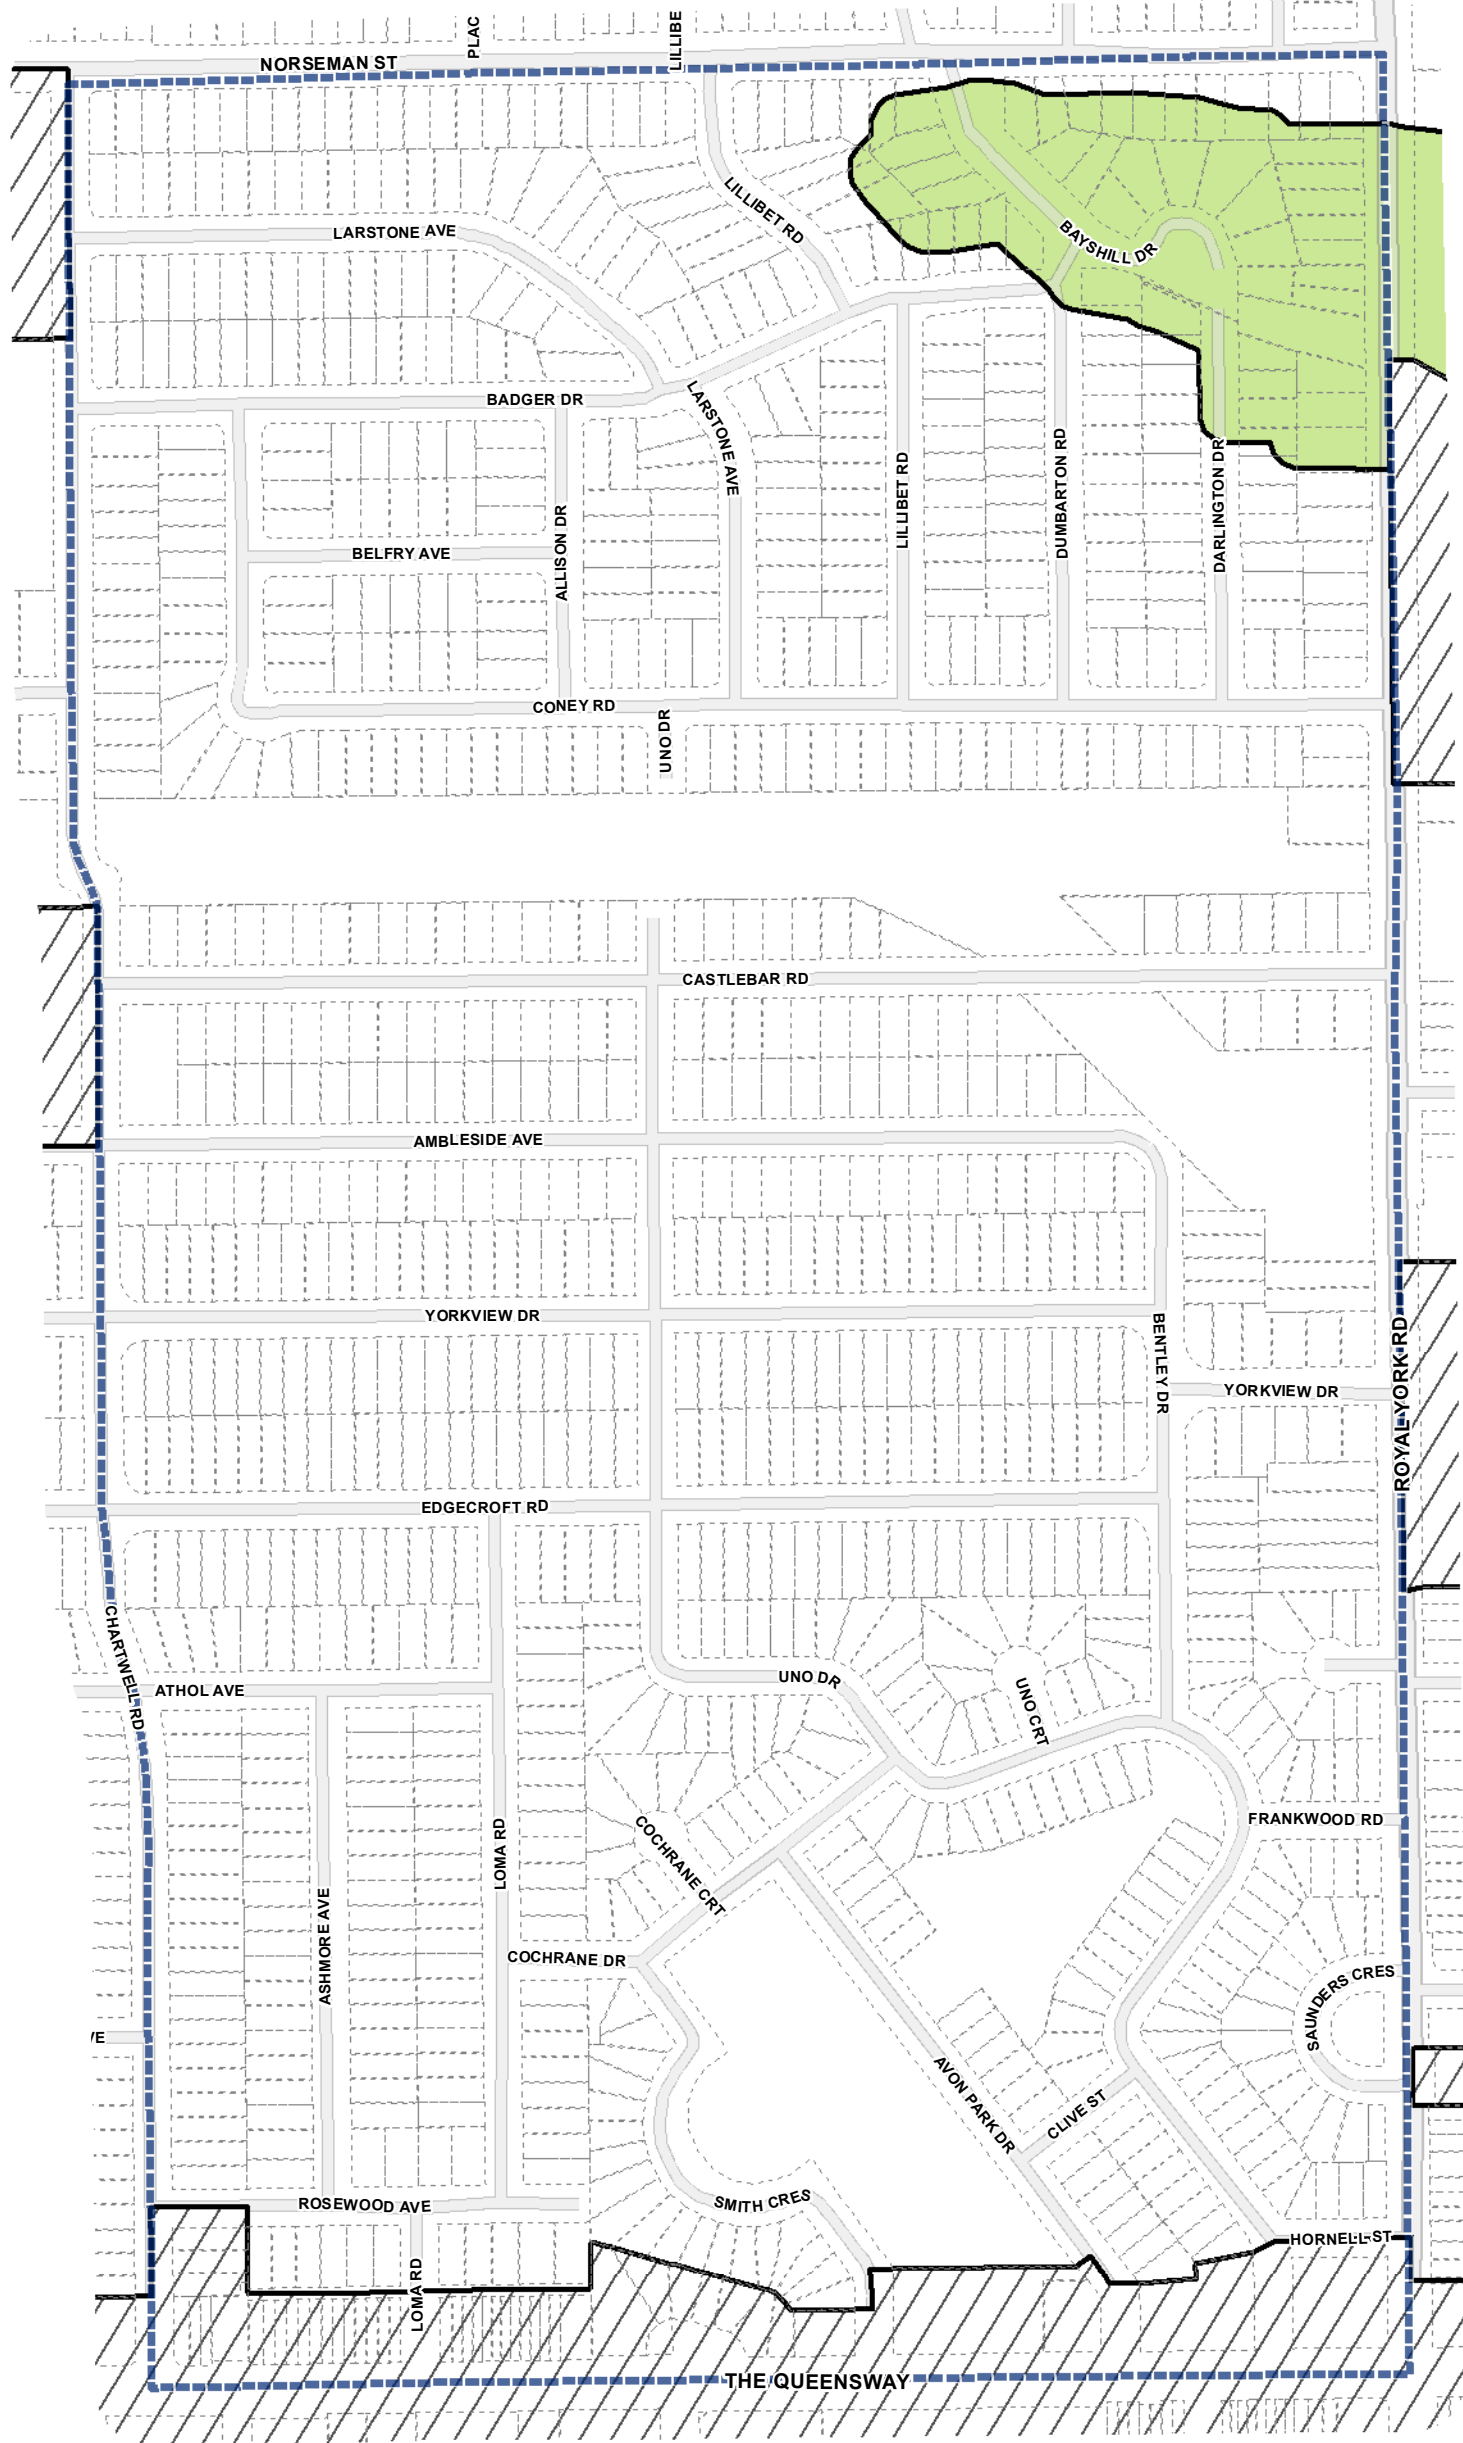 PLAC
LILLIBE
NORSEMAN ST
LILLIBET RD
LARSTONE AVE
BAYSHILL DR
BADGER DR
LARSTONE AVE
LILLIBET RD
DUMBARTON RD
DARLINGTON DR
ALLISON DR
BELFRY AVE
CONEY RD
UNO DR
CASTLEBAR RD
AMBLESIDE AVE
YORKVIEW DR
BENTLEY DR
YORKVIEW DR
ROYAL YORK RD
EDGECROFT RD
CHARTWELL RD
ATHOL AVE
UNO DR
UNO CRT
LOMA RD
COCHRANE CRT
FRANKWOOD RD
ASHMORE AVE
COCHRANE DR
SAUNDERS CRES
VE
AVON PARK DR
CLIVE ST
SMITH CRES
ROSEWOOD AVE
HORNELL ST
LOMA RD
THE QUEENSWAY